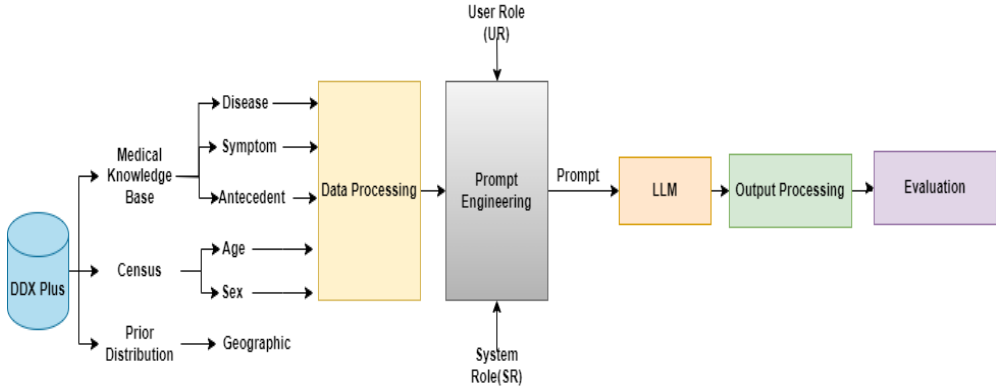 User Role
(UR)
Disease
Symptom
Medical
Knowledge
Base
Antecedent
Data Processing
Prompt
Engineering
Prompt
LLM
Output Processing
Evaluation
DDX Plus
Census
Age
Sex
Prior
Distribution
Geographic
System
Role(SR)